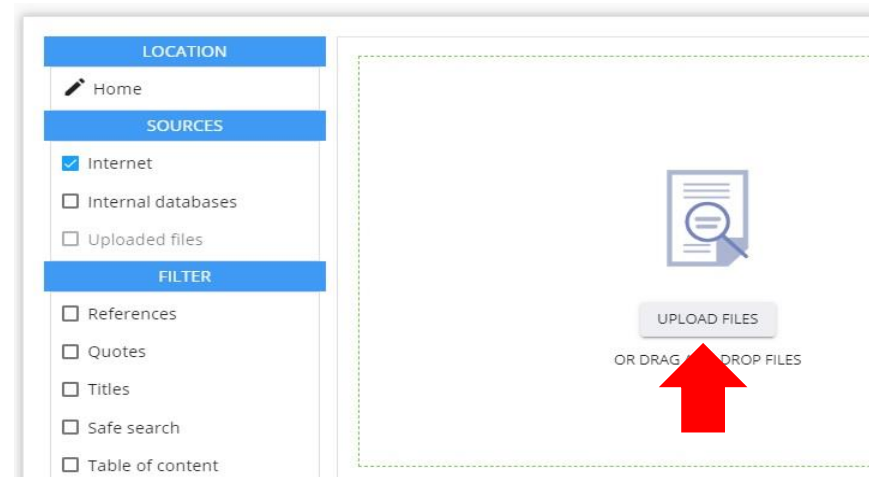 LOCATION
Home
SOURCES
Internet
Internal databases
Uploaded files
FILTER
References
Quotes
Titles
Safe search
Table of content
UPLOAD FILES
OR DRAG DROP FILES